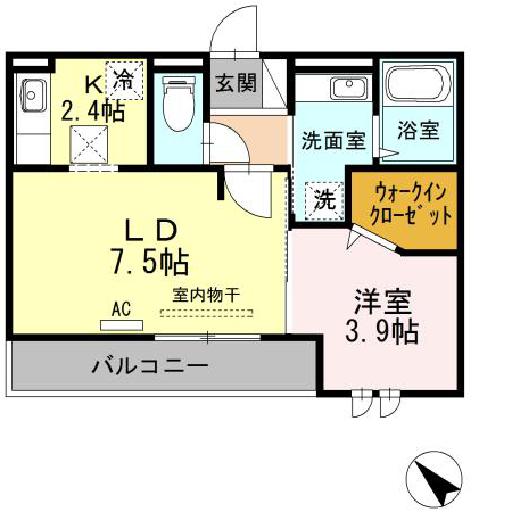 K
冷
2.4帖
玄関
洗面室
浴室
洗
ウォークイン
クローゼット
LD
7.5帖
室内物干
AC
洋室
3.9帖
バルコニー